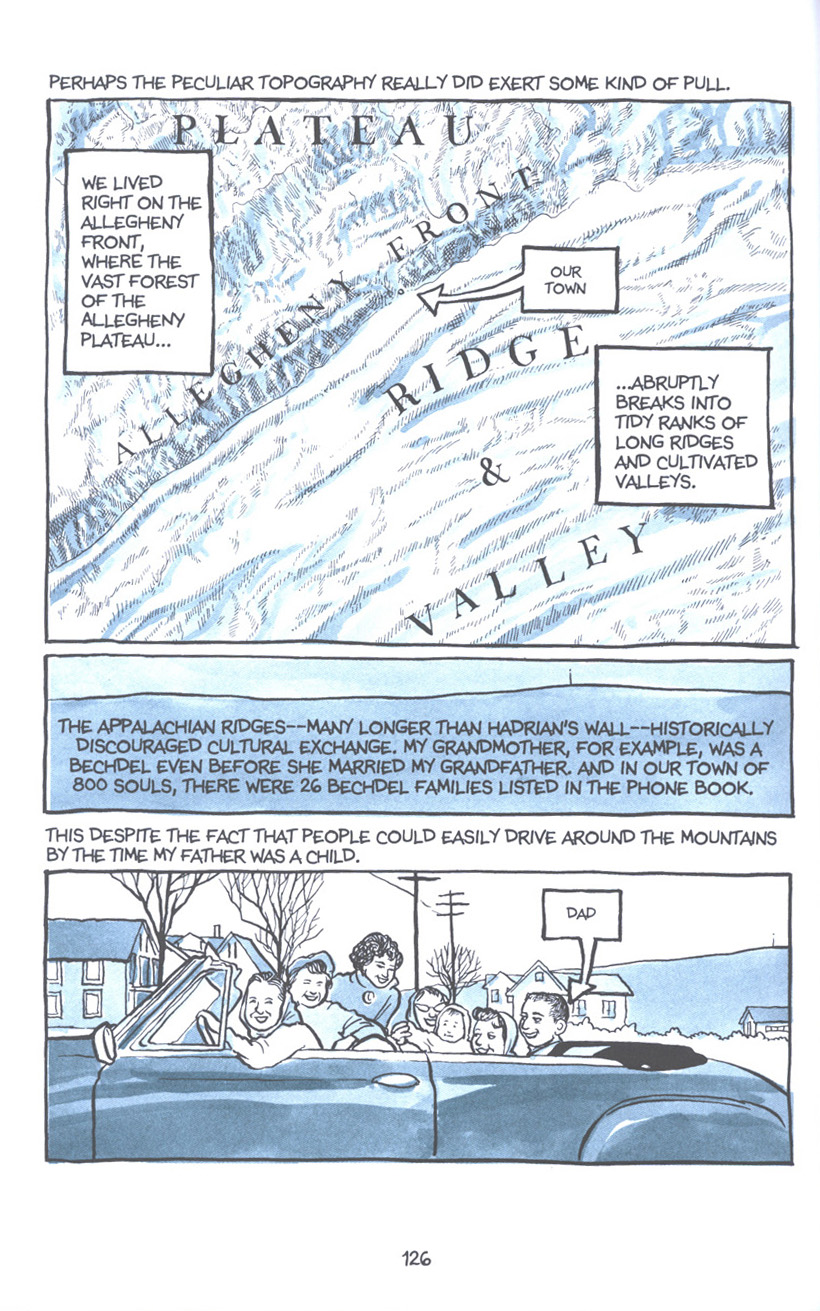 PERHAPS THE PECULIAR TOPOGRAPHY REALLY DID EXERT SOME KIND OF PULL.
PLATEAU
WE LIVED
RIGHT ON THE
ALLEGHENY
FRONT,
WHERE THE
VAST FOREST
OF THE
ALLEGHENY
PLATEAU...
ALLEGHENY FRONT
OUR
TOWN
RIDGE
&
VALLEY
...ABRUPTLY
BREAKS INTO
TIDY RANKS OF
LONG RIDGES
AND CULTIVATED
VALLEYS.
THE APPALACHIAN RIDGES--MANY LONGER THAN HADRIAN'S WALL--HISTORICALLY
DISCOURAGED CULTURAL EXCHANGE. MY GRANDMOTHER, FOR EXAMPLE, WAS A
BECHDEL EVEN BEFORE SHE MARRIED MY GRANDFATHER. AND IN OUR TOWN OF
800 SOULS, THERE WERE 26 BECHDEL FAMILIES LISTED IN THE PHONE BOOK.
THIS DESPITE THE FACT THAT PEOPLE COULD EASILY DRIVE AROUND THE MOUNTAINS
BY THE TIME MY FATHER WAS A CHILD.
DAD
C
126